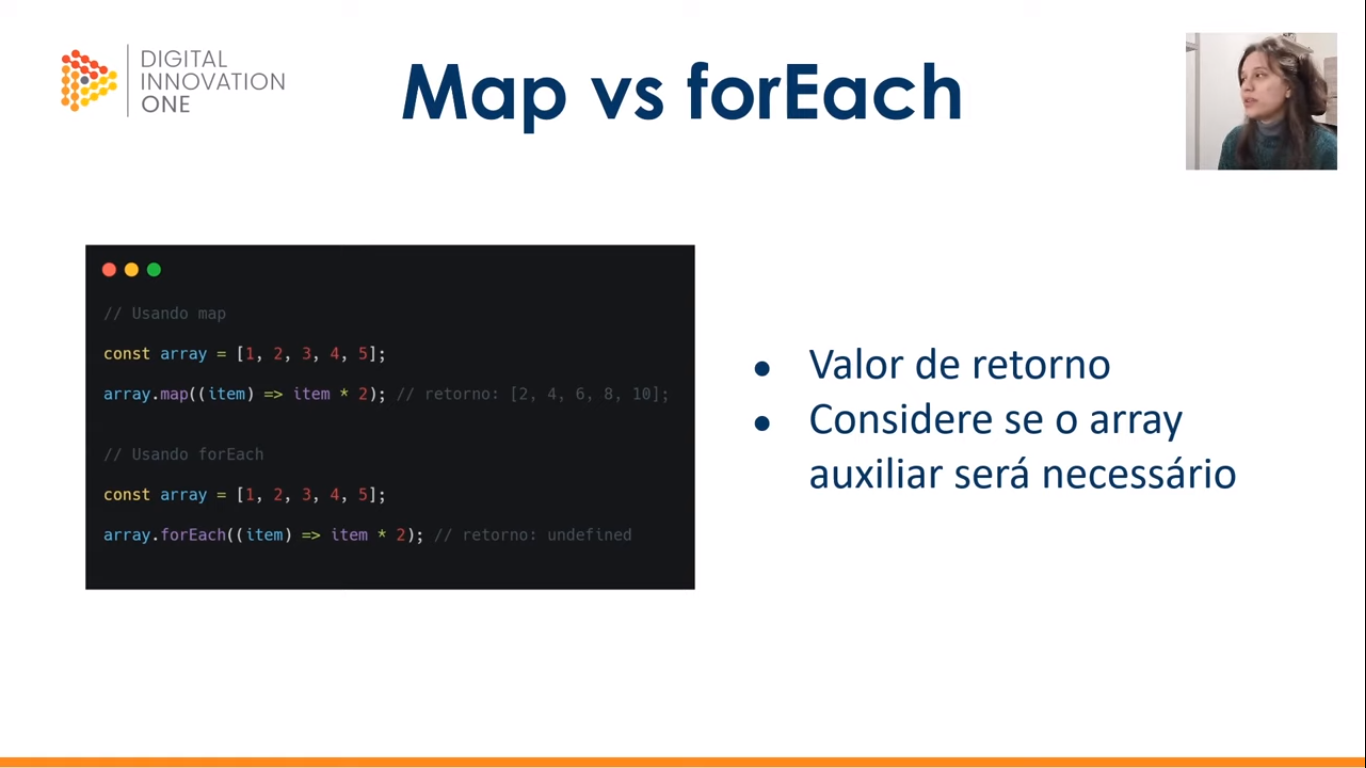 DIGITAL
INNOVATION
ONE
Map vs forEach
// Usando map
const array = [1, 2, 3, 4, 5];
array.map((item) => item * 2); // retorno: [2, 4, 6, 8, 10];
// Usando forEach
const array = [1, 2, 3, 4, 5];
array.forEach((item) => item * 2); // retorno: undefined
● Valor de retorno
● Considere se o array
auxiliar será necessário